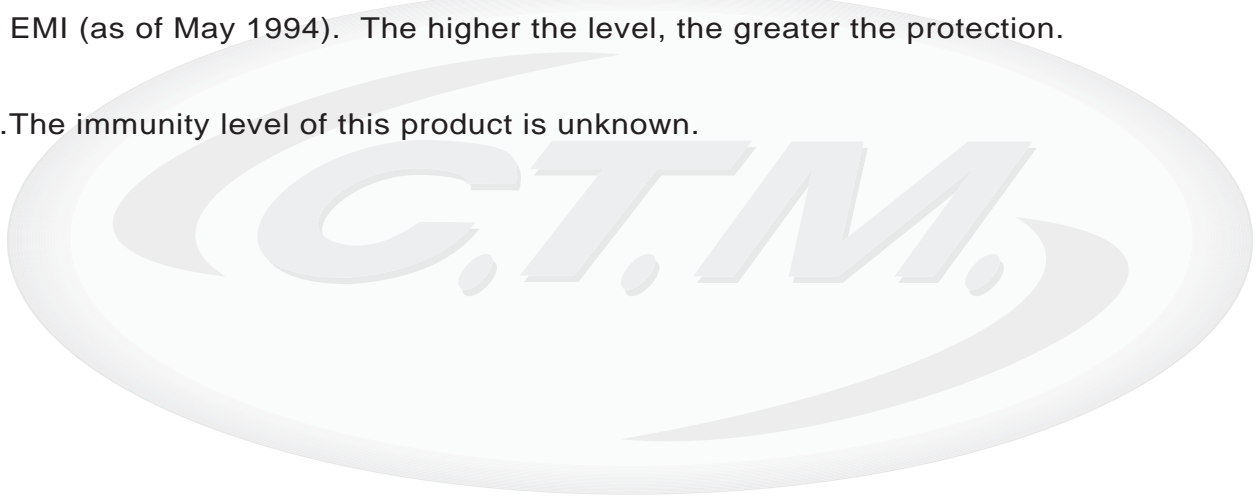 EMI (as of May 1994).  The higher the level, the greater the protection.
.The immunity level of this product is unknown.
C.T.M.